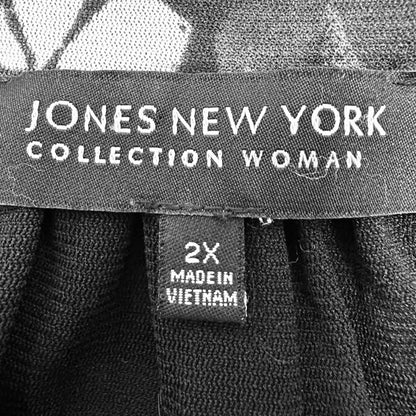 JONES NEW YORK
COLLECTION WOMAN
2X
MADE IN
VIETNAM